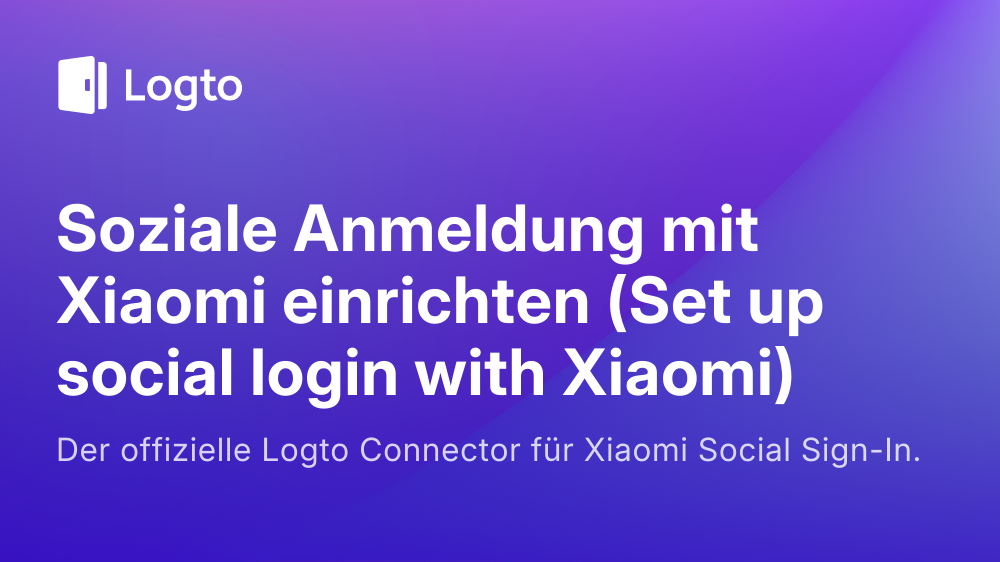 Logto
Soziale Anmeldung mit
Xiaomi einrichten (Set up
social login with Xiaomi)
Der offizielle Logto Connector für Xiaomi Social Sign-In.